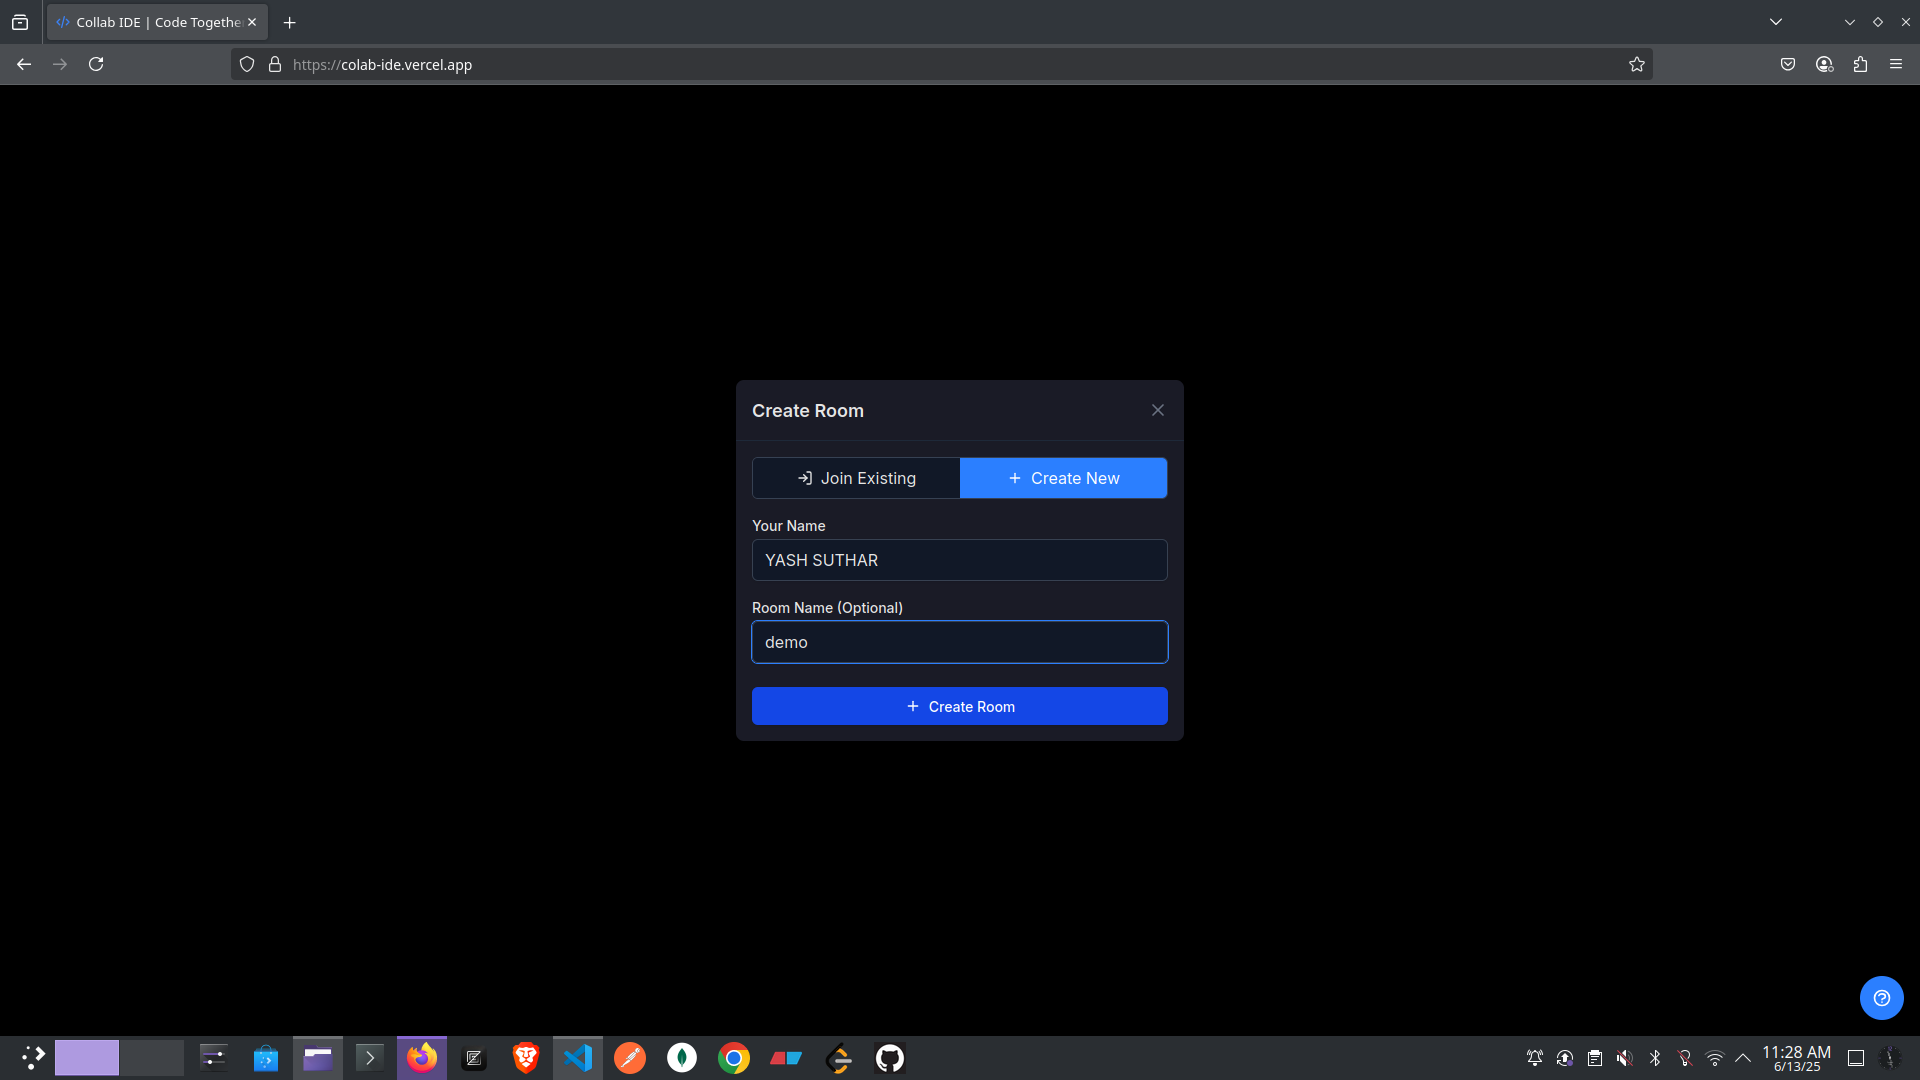 Collab IDE | Code Togethe
https://colab-ide.vercel.app
Create Room
Join Existing
Create New
Your Name
YASH SUTHAR
Room Name (Optional)
demo
Create Room
11:28 AM
6/13/25